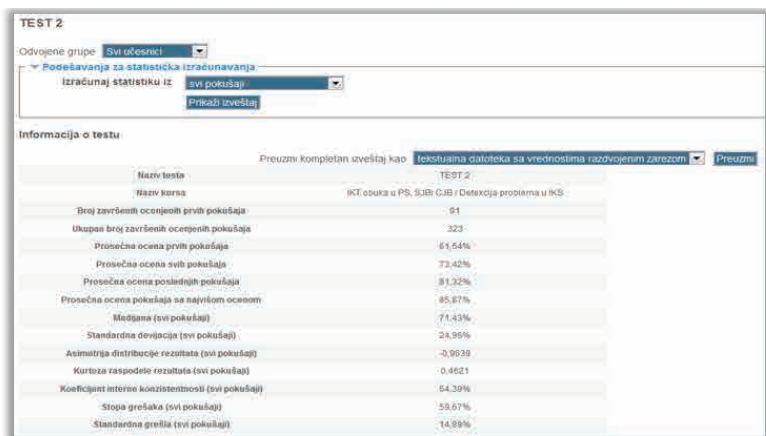 TEST 2
Odvojene grupe Svi učesnici
Podešavanja za statistička izračunavanja
Izračunaj statistiku iz svi pokušaji
Prikaži izveštaj
Informacija o testu
Preuzmi kompletan izveštaj kao tekstualna datoteka sa vrednostima razdvojenim zarezom Preuzmi
Naziv testa TEST 2
Naziv kursa IKT obuka u PS, SJBi CJB / Detekcija problema u IKS
Broj završenih ocenjenih prvih pokušaja 91
Ukupan broj završenih ocenjenih pokušaja 323
Prosečna ocena prvih pokušaja 61,54%
Prosečna ocena svih pokušaja 73,42%
Prosečna ocena poslednjih pokušaja 81,32%
Prosečna ocena pokušaja sa najvišom ocenom 85,87%
Medijana (svi pokušaji) 71,43%
Standardna devijacija (svi pokušaji) 24,96%
Asimetrija distribucije rezultata (svi pokušaji) -0,9639
Kurtoza raspodele rezultata (svi pokušaji) 0,4621
Koeficijent interne konzistentnosti (svi pokušaji) 64,39%
Stopa grešaka (svi pokušaji) 59,67%
Standardna greška (svi pokušaji) 14,89%